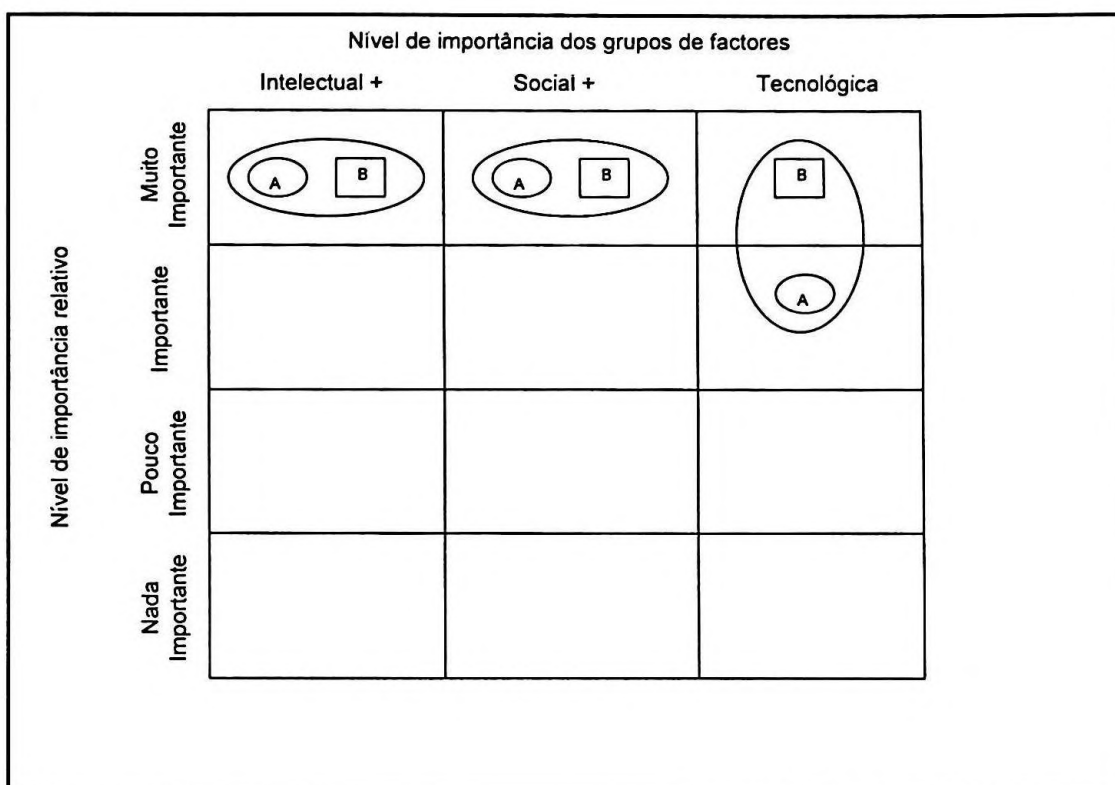 Nível de importância dos grupos de factores
Intelectual +
Social +
Tecnológica
Nível de importância relativo
Muito
Importante
A
B
A
B
B
Importante
A
Pouco
Importante
Nada
Importante